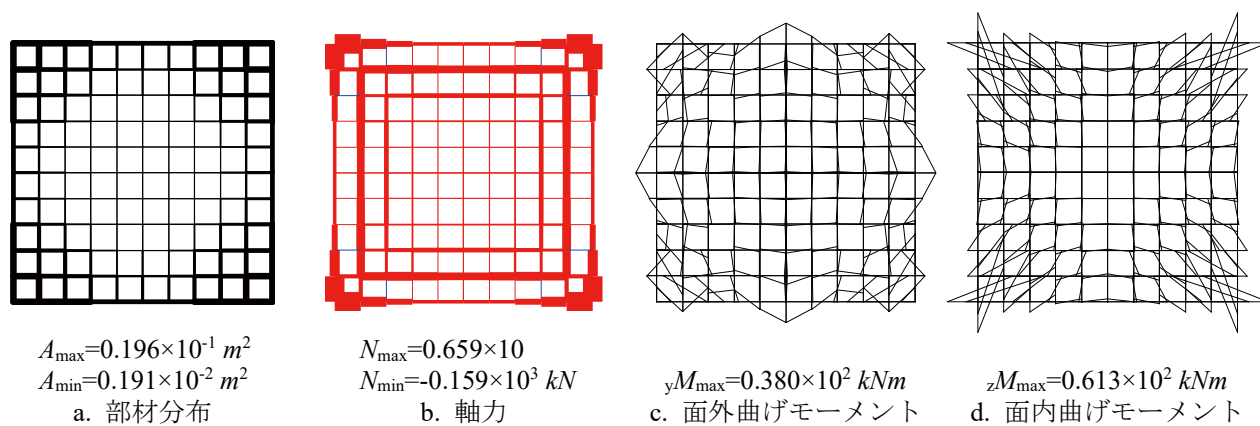 Amax=0.196×10-1 m2
Amin=0.191×10-2 m2
a. 部材分布
Nmax=0.659×10
Nmin=-0.159×103 kN
b. 軸力
yMmax=0.380×102 kNm
c. 面外曲げモーメント
zMmax=0.613×102 kNm
d. 面内曲げモーメント